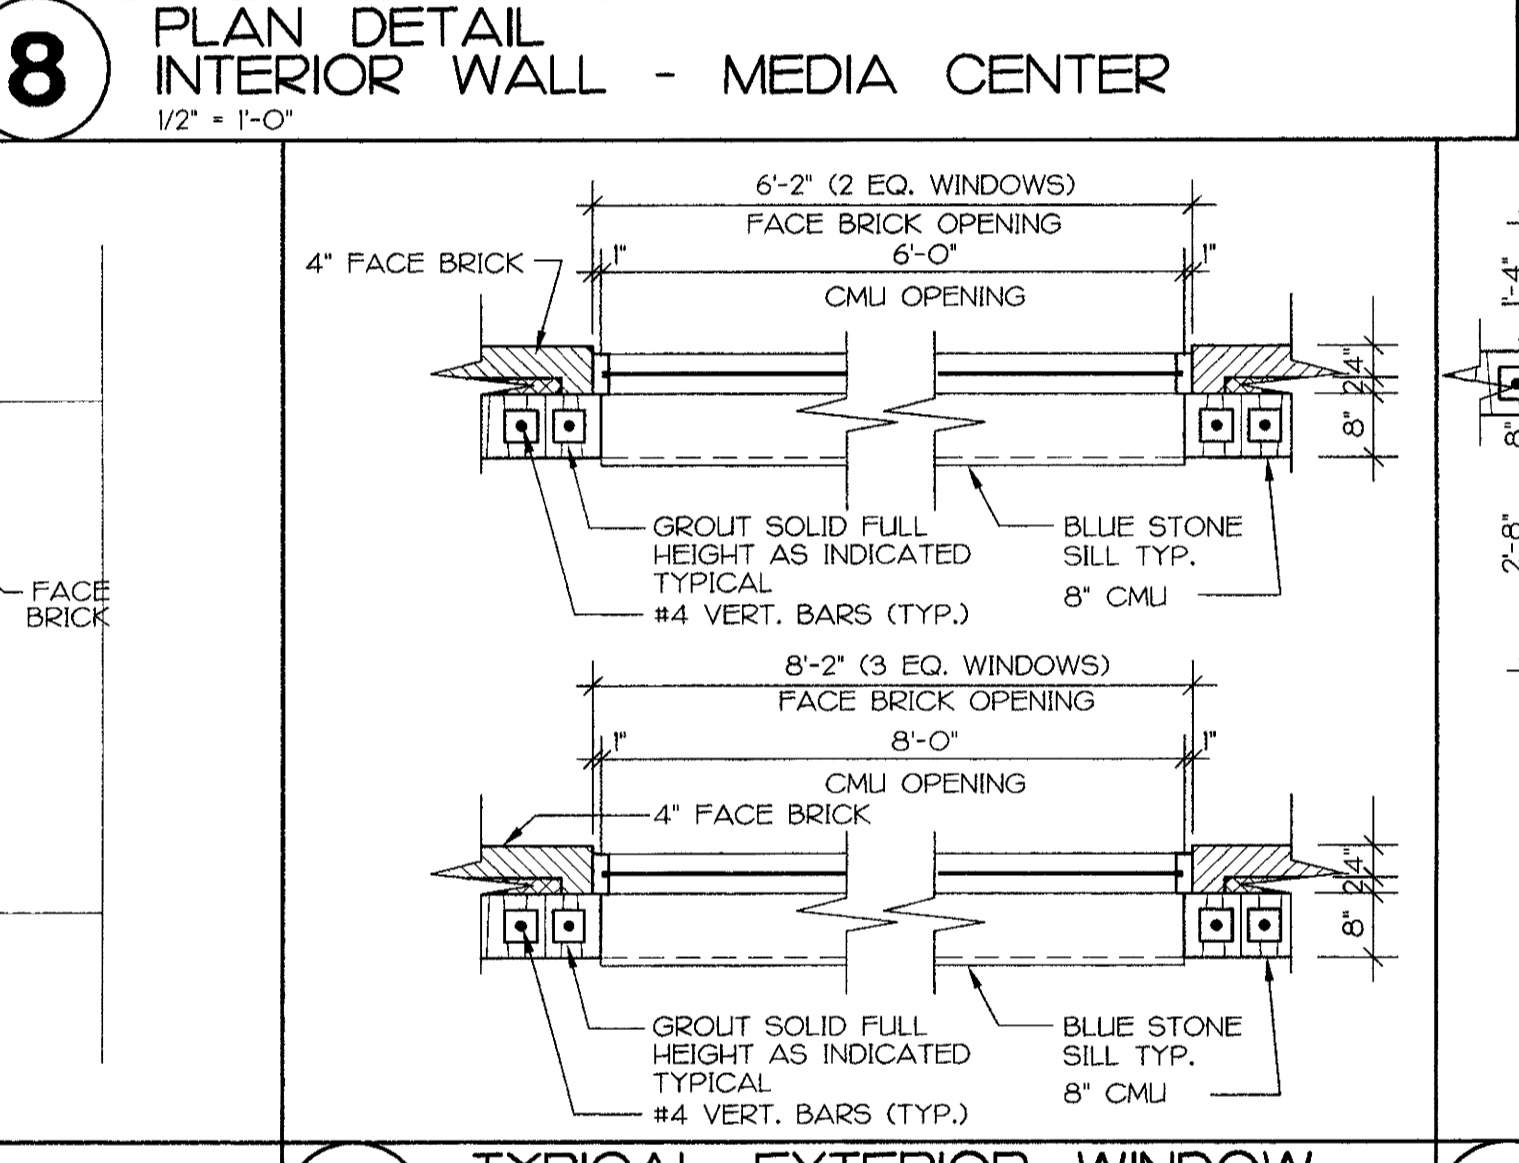 8
PLAN DETAIL
INTERIOR WALL - MEDIA CENTER
1/2" = 1'-0"
FACE
BRICK
6'-2" (2 EQ. WINDOWS)
FACE BRICK OPENING
1"
6'-0"
1"
CMU OPENING
4" FACE BRICK
4"
2"
8"
GROUT SOLID FULL
HEIGHT AS INDICATED
TYPICAL
#4 VERT. BARS (TYP.)
BLUE STONE
SILL TYP.
8" CMU
8'-2" (3 EQ. WINDOWS)
FACE BRICK OPENING
1"
8'-0"
1"
CMU OPENING
4" FACE BRICK
4"
2"
8"
GROUT SOLID FULL
HEIGHT AS INDICATED
TYPICAL
#4 VERT. BARS (TYP.)
BLUE STONE
SILL TYP.
8" CMU
1'-4"
8"
2'-8"
TYPICAL EXTERIOR WINDOW